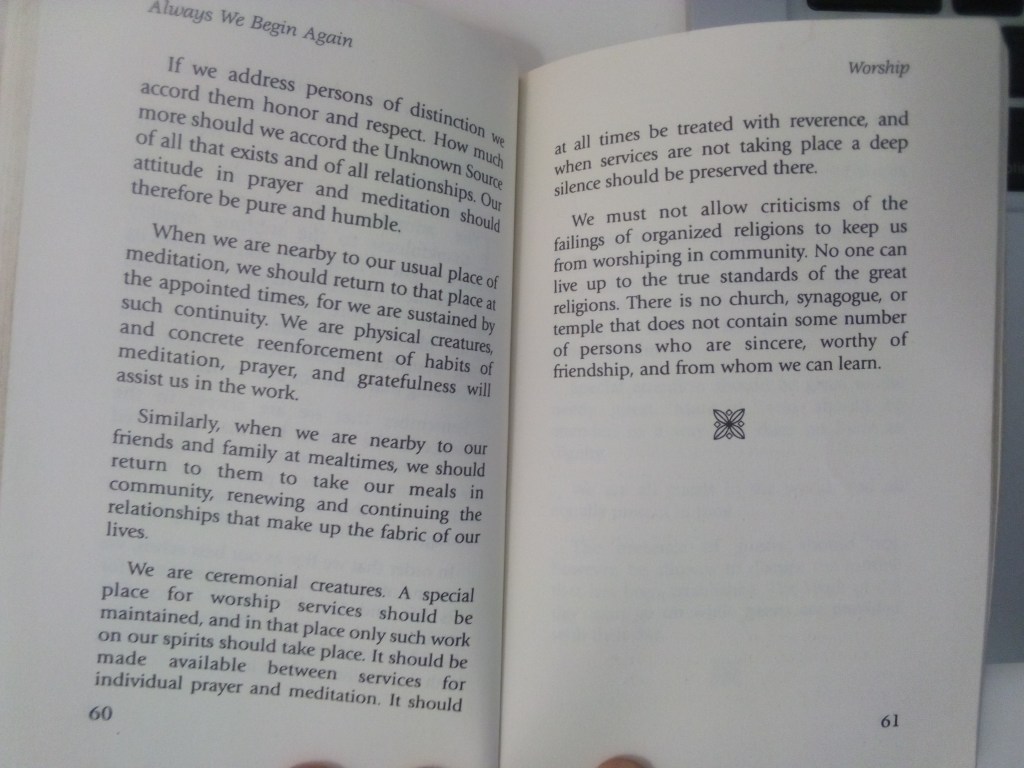 Always We Begin Again
If we address persons of distinction we
accord them honor and respect. How much
more should we accord the Unknown Source
of all that exists and of all relationships. Our
attitude in prayer and meditation should
therefore be pure and humble.
When we are nearby to our usual place of
meditation, we should return to that place at
the appointed times, for we are sustained by
such continuity. We are physical creatures,
and concrete reenforcement of habits of
meditation, prayer, and gratefulness will
assist us in the work.
Similarly, when we are nearby to our
friends and family at mealtimes, we should
return to them to take our meals in
community, renewing and continuing the
relationships that make up the fabric of our
lives.
We are ceremonial creatures. A special
place for worship services should be
maintained, and in that place only such work
on our spirits should take place. It should be
made available between services for
individual prayer and meditation. It should
60
Worship
at all times be treated with reverence, and
when services are not taking place a deep
silence should be preserved there.
We must not allow criticisms of the
failings of organized religions to keep us
from worshiping in community. No one can
live up to the true standards of the great
religions. There is no church, synagogue, or
temple that does not contain some number
of persons who are sincere, worthy of
friendship, and from whom we can learn.
61